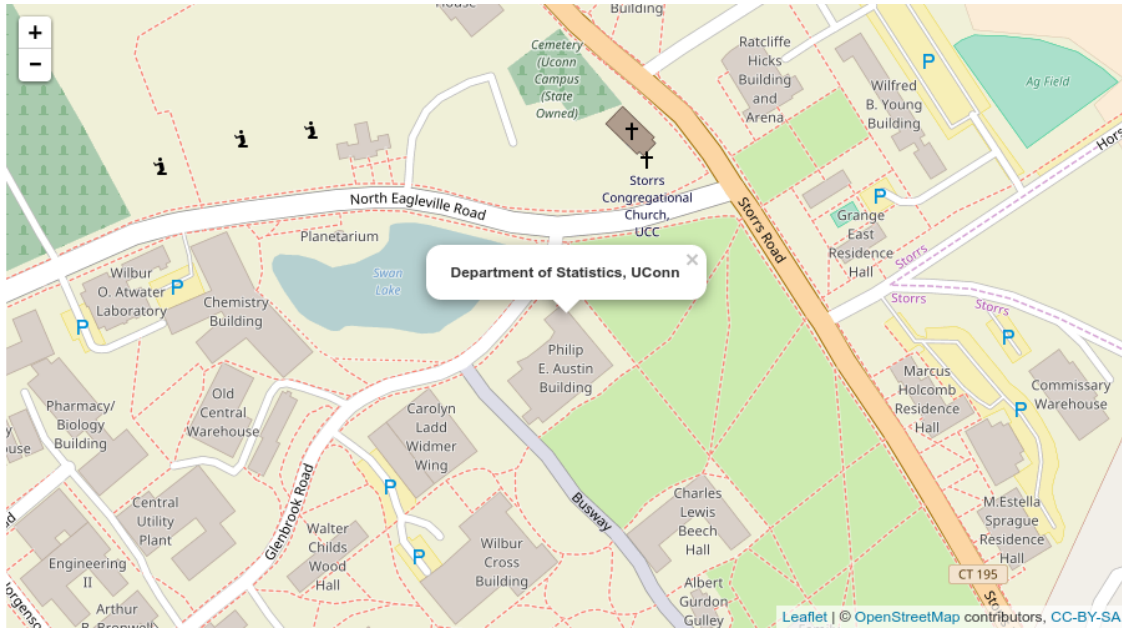 +
−
House
Building
Cemetery
(Uconn
Campus
(State
Owned)
Ratcliffe
Hicks
Building
and
Arena
P
Ag Field
Wilfred
B. Young
Building
North Eagleville Road
Storrs
Congregational
Church,
UCC
Storrs Road
P
Grange
East
Residence
Hall
Hors
Storrs
Planetarium
Swan
Lake
Department of Statistics, UConn
×
Wilbur
O. Atwater
Laboratory
P
P
Chemistry
Building
Storrs
Storrs
P
Philip
E. Austin
Building
Marcus
Holcomb
Residence
Hall
P
Commissary
Warehouse
Pharmacy/
Biology
Building
Old
Central
Warehouse
Carolyn
Ladd
Widmer
Wing
Glenbrook Road
P
Busway
Charles
Lewis
Beech
Hall
M.Estella
Sprague
Residence
Hall
Central
Utility
Plant
Walter
Childs
Wood
Hall
P
Wilbur
Cross
Building
Engineering
II
CT 195
Albert
Gurdon
Gulley
Arthur
Leaflet | © OpenStreetMap contributors, CC-BY-SA